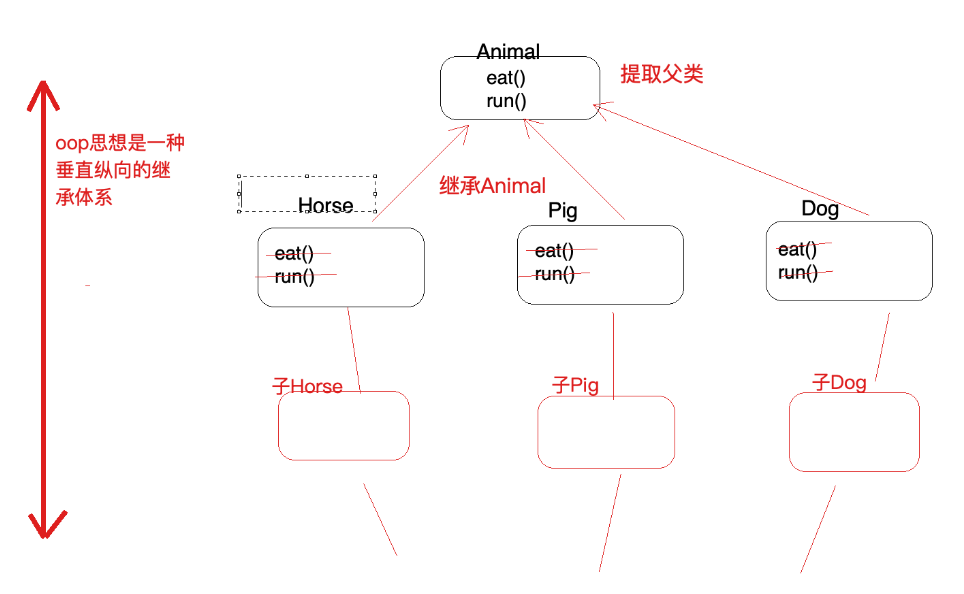 Animal
eat()
run()
提取父类
oop思想是一种
垂直纵向的继
承体系
继承Animal
Horse
eat()
run()
Pig
eat()
run()
Dog
eat()
run()
子Horse
子Pig
子Dog